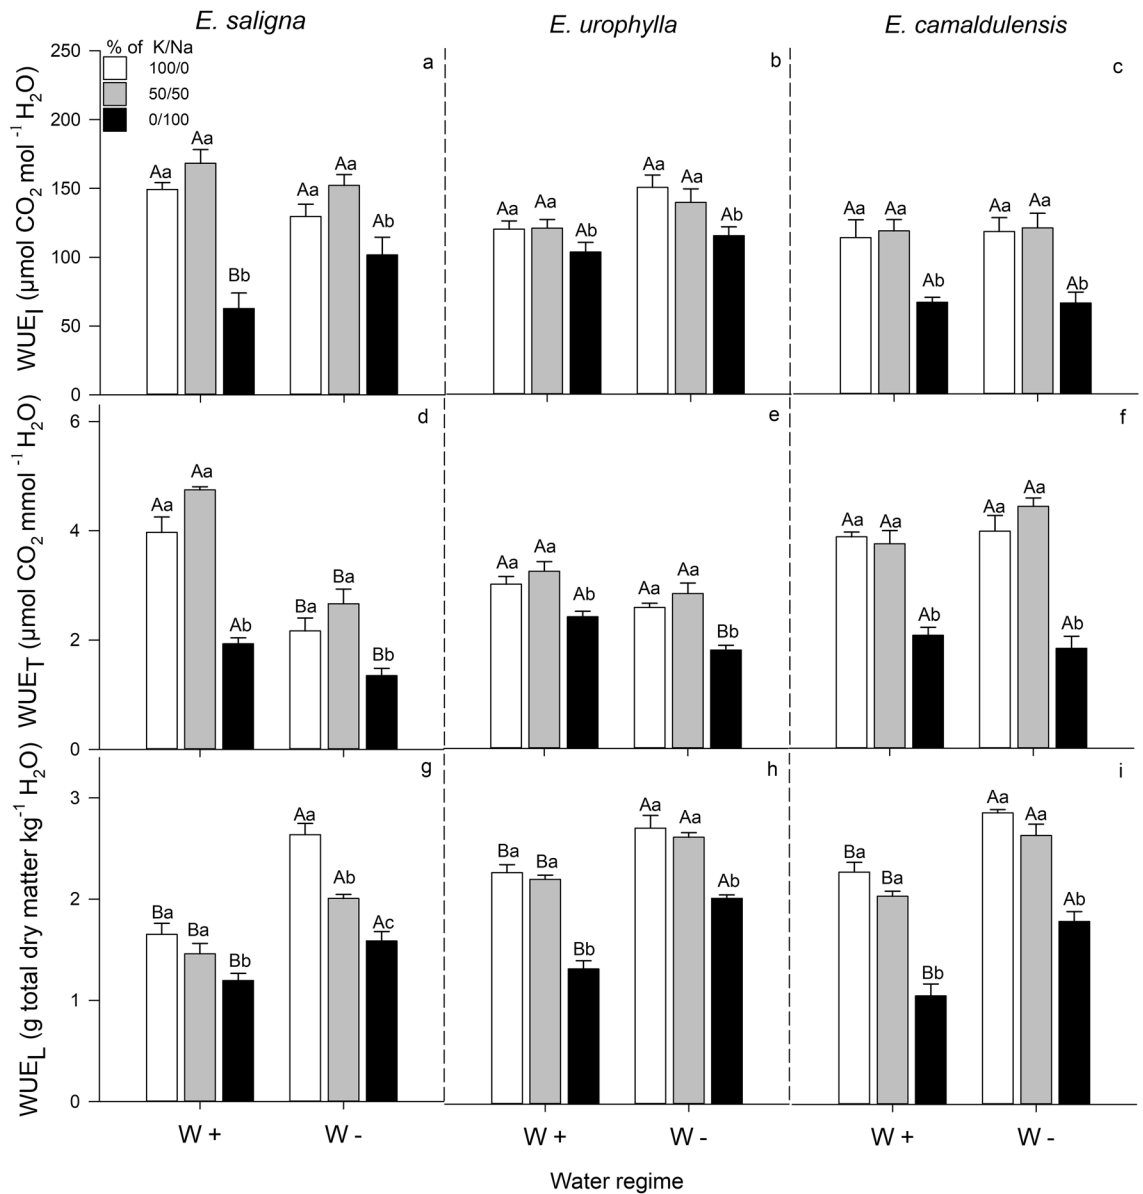 E. saligna E. urophylla E. camaldulensis
% of K/Na
100/0
50/50
0/100
a b c
WUE_I (µmol CO2 mol -1 H2O)
250
200
150
100
50
0
Aa Aa Bb Aa Aa Ab
Aa Aa Ab Aa Aa Ab
Aa Aa Ab Aa Aa Ab
d e f
WUE_T (µmol CO2 mmol -1 H2O)
6
4
2
0
Aa Aa Ab Ba Ba Bb
Aa Aa Ab Aa Aa Bb
Aa Aa Ab Aa Aa Ab
g h i
WUE_L (g total dry matter kg-1 H2O)
3
2
1
0
Ba Ba Bb Aa Ab Ac
Ba Ba Bb Aa Aa Ab
Ba Ba Bb Aa Aa Ab
W + W - W + W - W + W -
Water regime